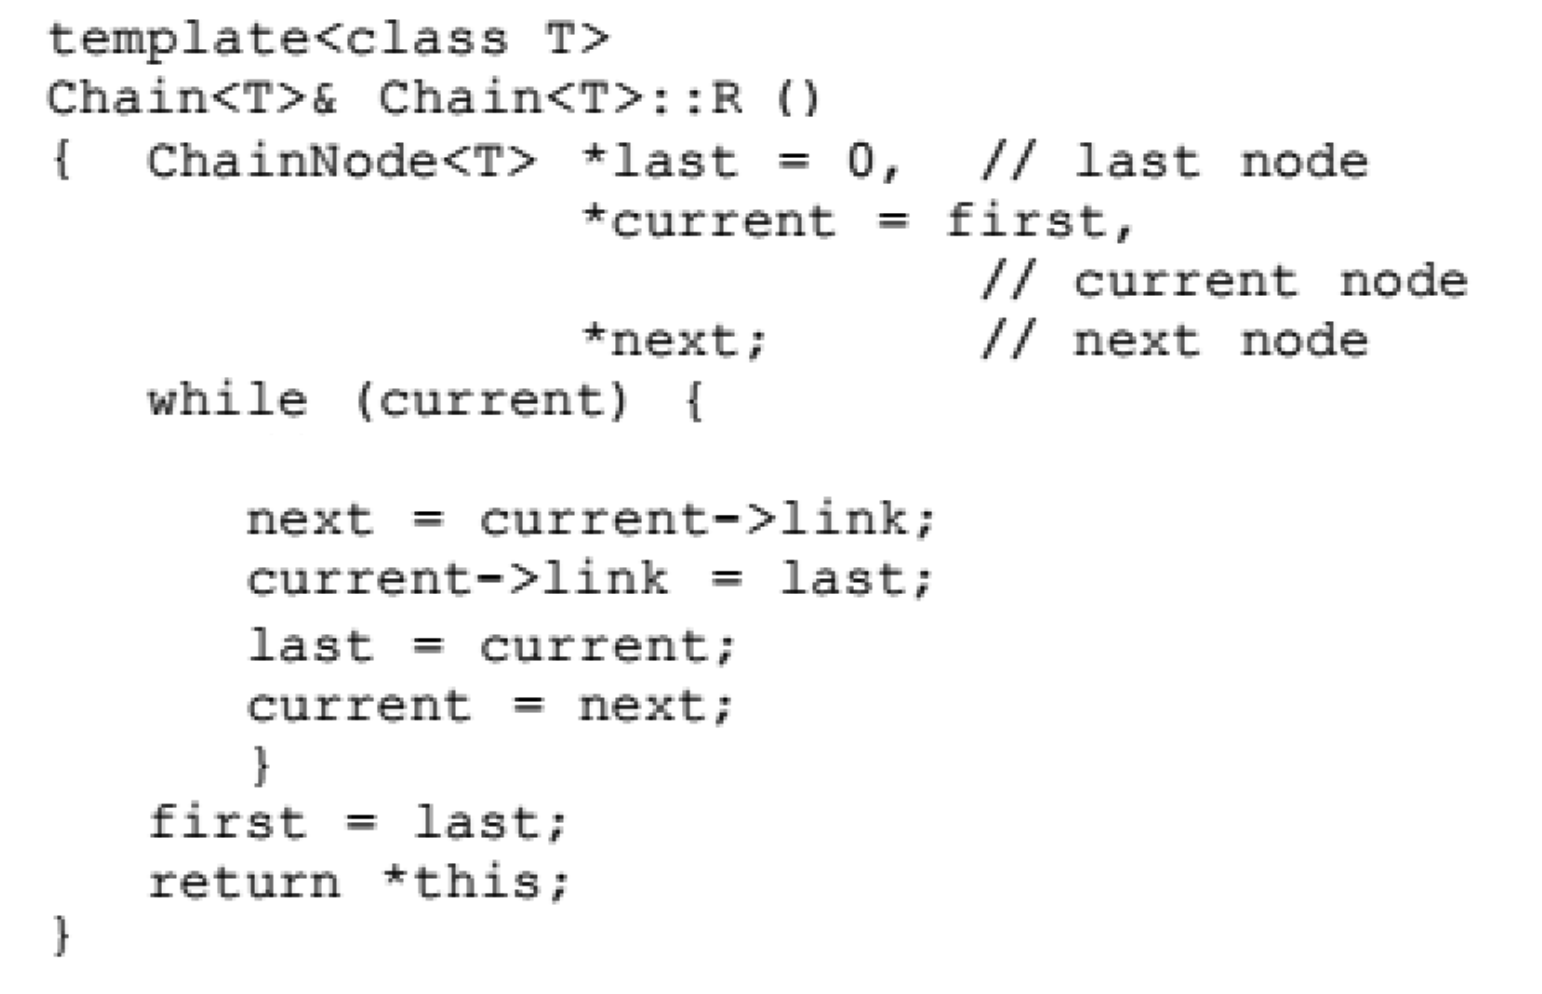 template<class T>
Chain<T>& Chain<T>::R ()
{  ChainNode<T> *last = 0,  // last node
*current = first,
// current node
*next;  // next node
while (current) {
next = current->link;
current->link = last;
last = current;
current = next;
}
first = last;
return *this;
}